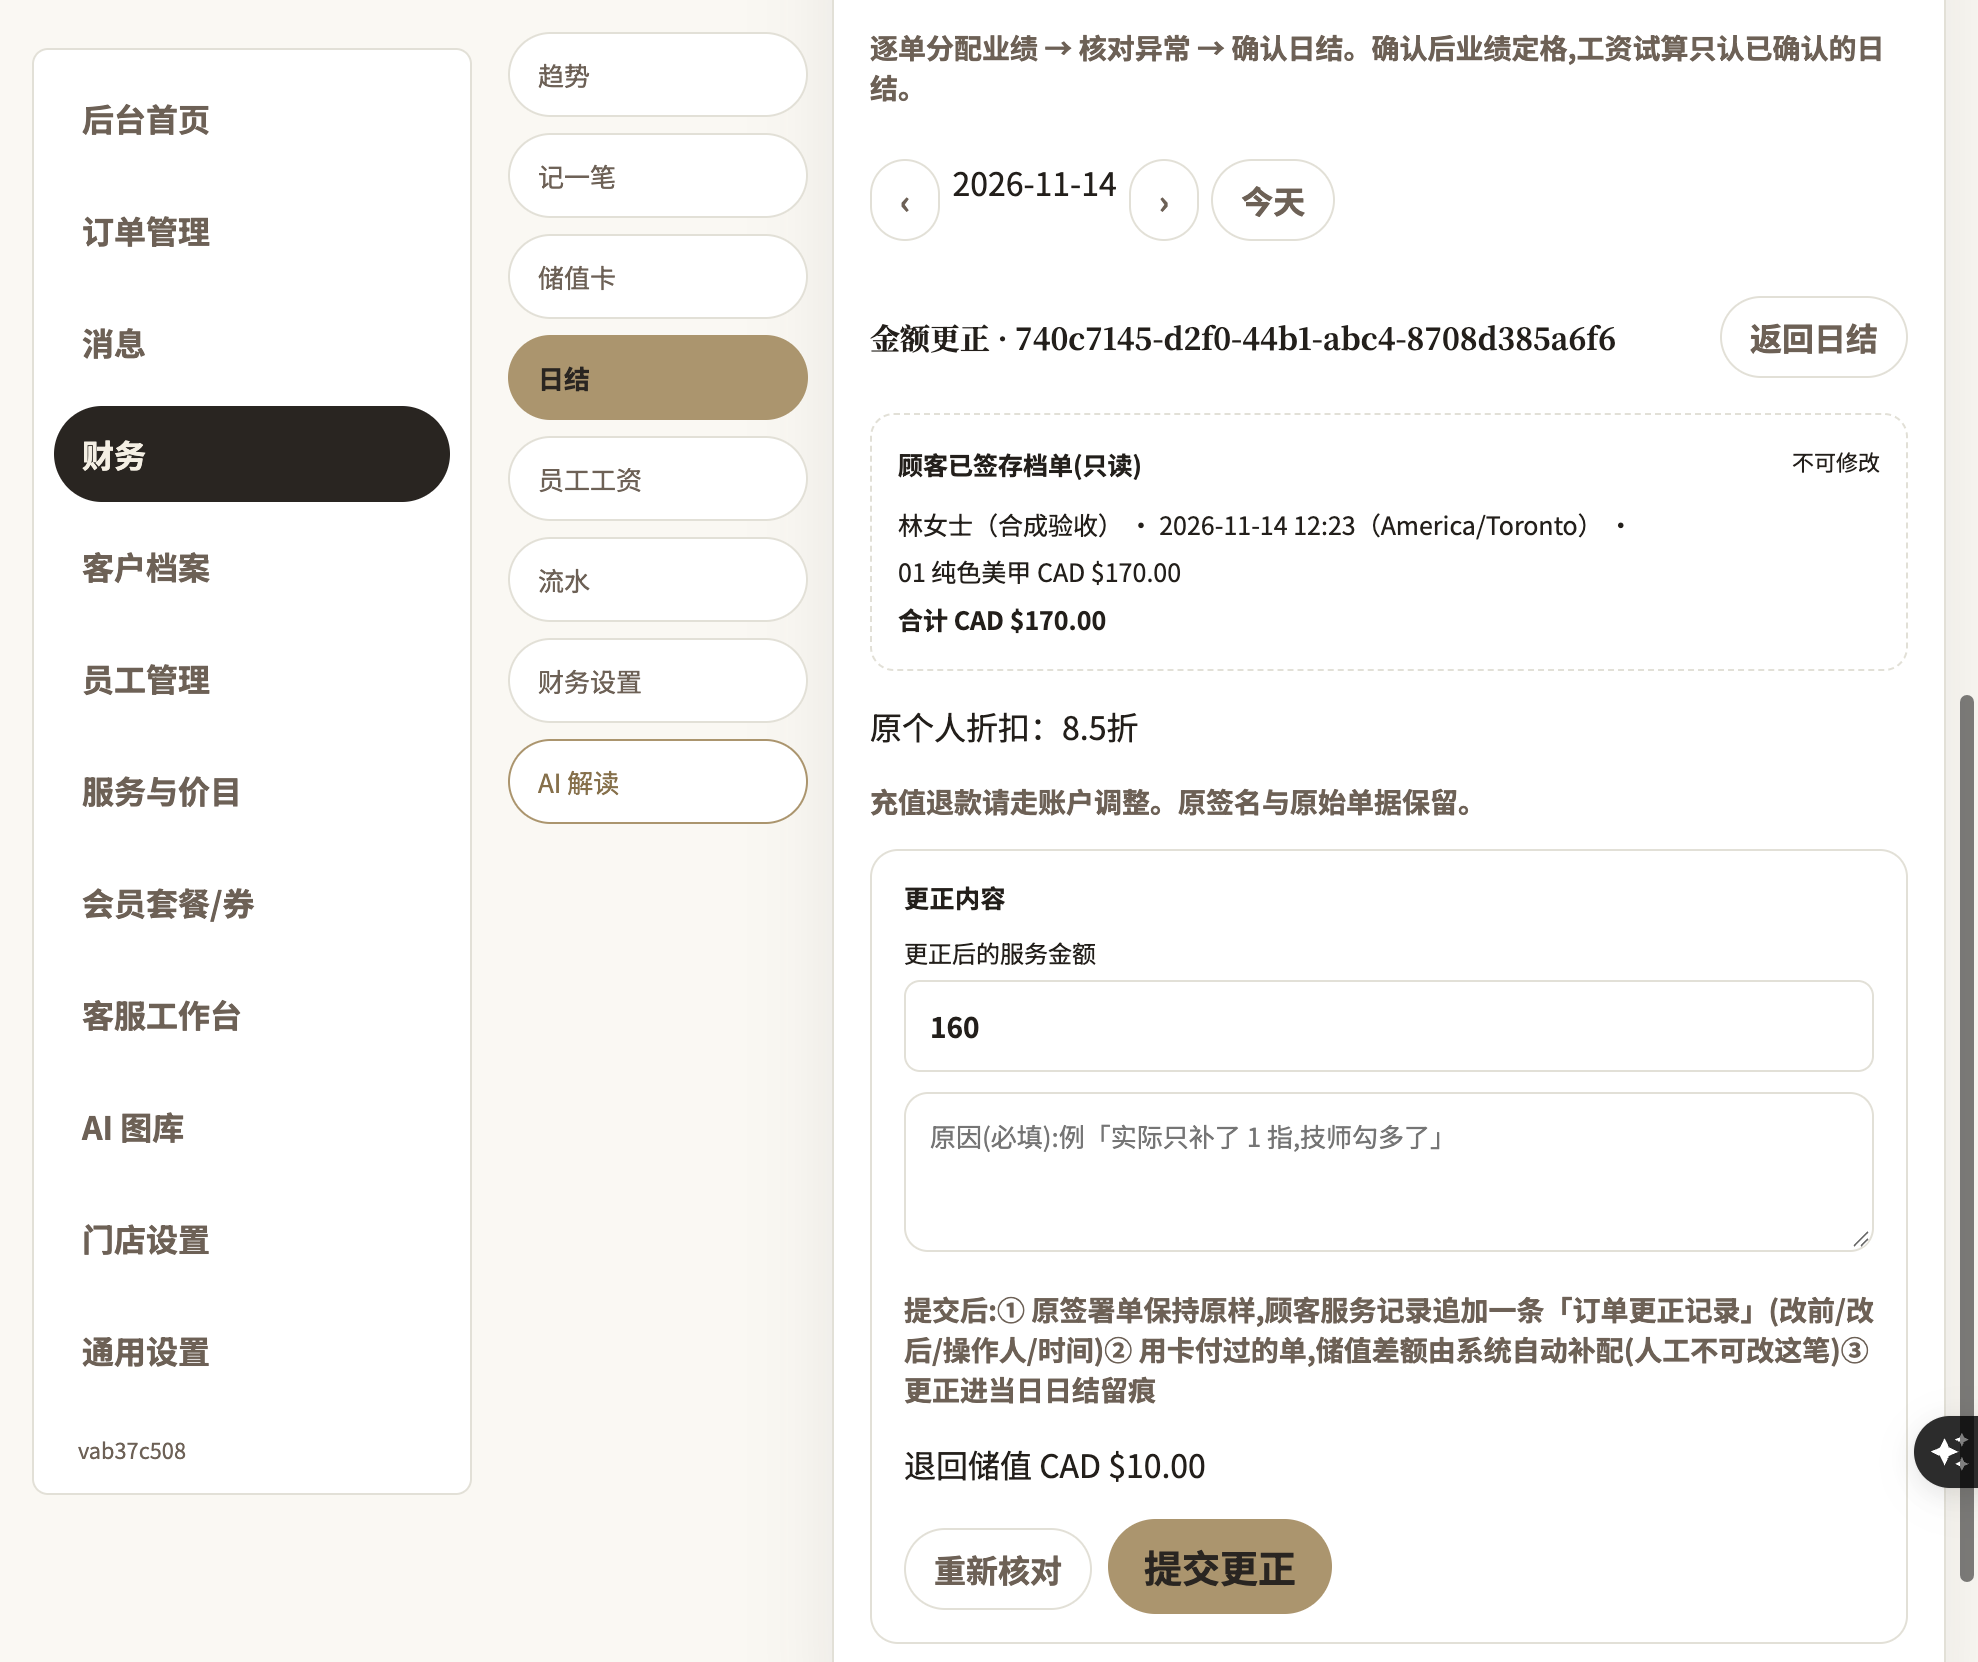 后台首页
订单管理
消息
财务
客户档案
员工管理
服务与价目
会员套餐/券
客服工作台
AI 图库
门店设置
通用设置
vab37c508
趋势
记一笔
储值卡
日结
员工工资
流水
财务设置
AI 解读
逐单分配业绩 → 核对异常 → 确认日结。确认后业绩定格,工资试算只认已确认的日
结。
‹ 2026-11-14 › 今天
金额更正 · 740c7145-d2f0-44b1-abc4-8708d385a6f6 返回日结
顾客已签存档单(只读) 不可修改
林女士（合成验收） · 2026-11-14 12:23（America/Toronto） ·
01 纯色美甲 CAD $170.00
合计 CAD $170.00
原个人折扣：8.5折
充值退款请走账户调整。原签名与原始单据保留。
更正内容
更正后的服务金额
160
原因(必填):例「实际只补了 1 指,技师勾多了」
提交后:① 原签署单保持原样,顾客服务记录追加一条「订单更正记录」(改前/改
后/操作人/时间)② 用卡付过的单,储值差额由系统自动补配(人工不可改这笔)③
更正进当日日结留痕
退回储值 CAD $10.00
重新核对 提交更正